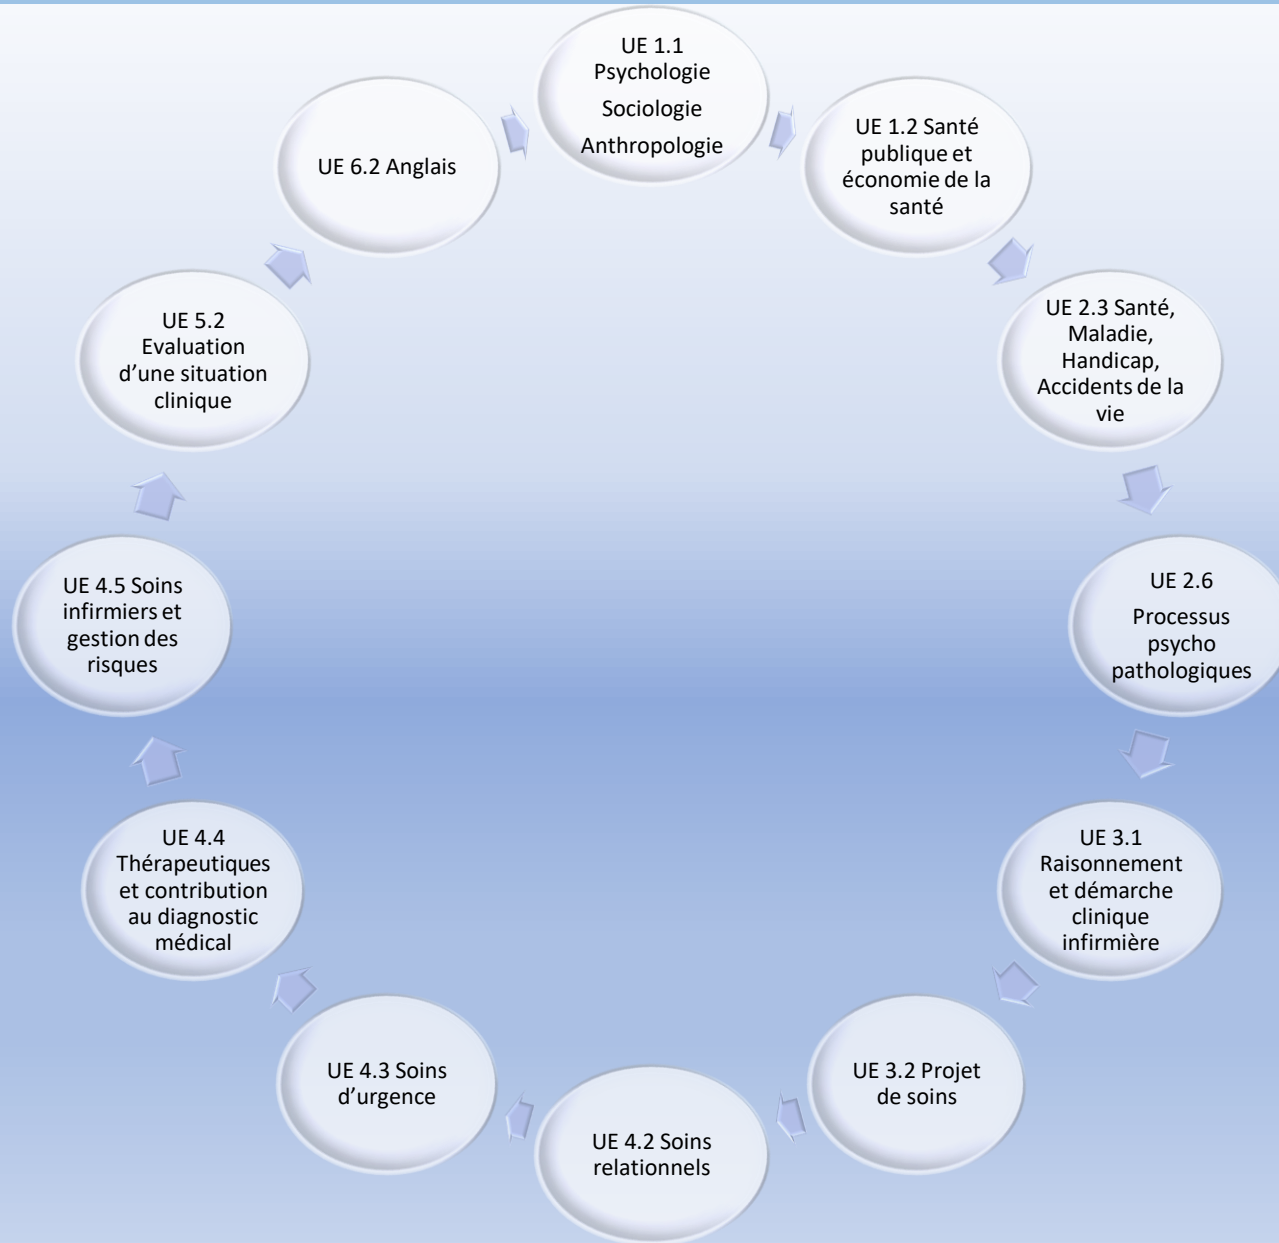 UE 1.1
Psychologie
Sociologie
Anthropologie
UE 1.2 Santé
publique et
économie de la
santé
UE 2.3 Santé,
Maladie,
Handicap,
Accidents de la
vie
UE 2.6
Processus
psycho
pathologiques
UE 3.1
Raisonnement
et démarche
clinique
infirmière
UE 3.2 Projet
de soins
UE 4.2 Soins
relationnels
UE 4.3 Soins
d’urgence
UE 4.4
Thérapeutiques
et contribution
au diagnostic
médical
UE 4.5 Soins
infirmiers et
gestion des
risques
UE 5.2
Evaluation
d’une situation
clinique
UE 6.2 Anglais